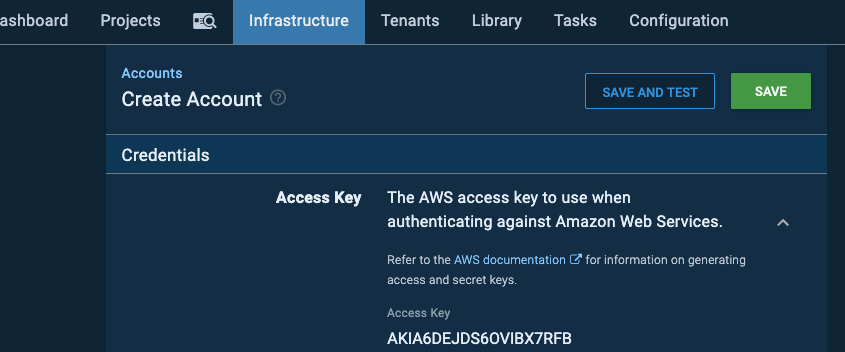 ashboard Projects Infrastructure Tenants Library Tasks Configuration
Accounts
Create Account
SAVE AND TEST
SAVE
Credentials
Access Key
The AWS access key to use when
authenticating against Amazon Web Services.
Refer to the AWS documentation for information on generating
access and secret keys.
Access Key
AKIA6DEJDS6OVIBX7RFB